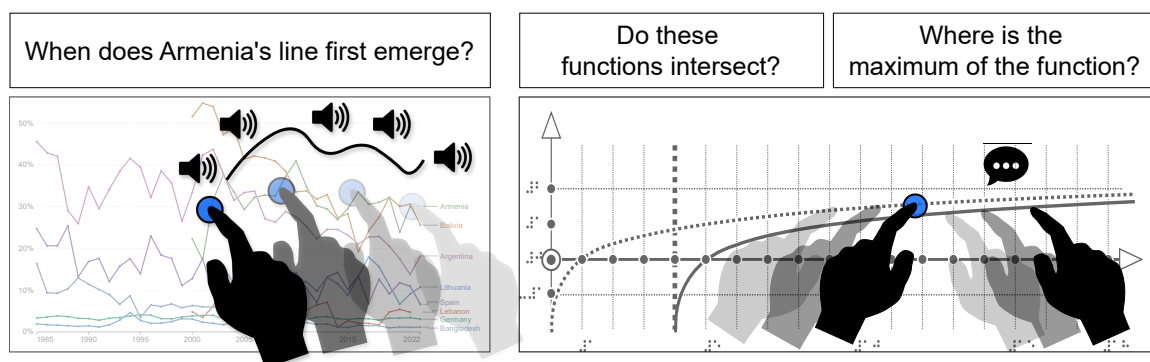 When does Armenia's line first emerge?
Do these
functions intersect?
Where is the
maximum of the function?
50%
40%
30%
20%
10%
0%
Armenia
Bolivia
Argentina
Lithuania
Spain
Lebanon
Germany
Bangladesh
1985
1990
1995
2000
2022